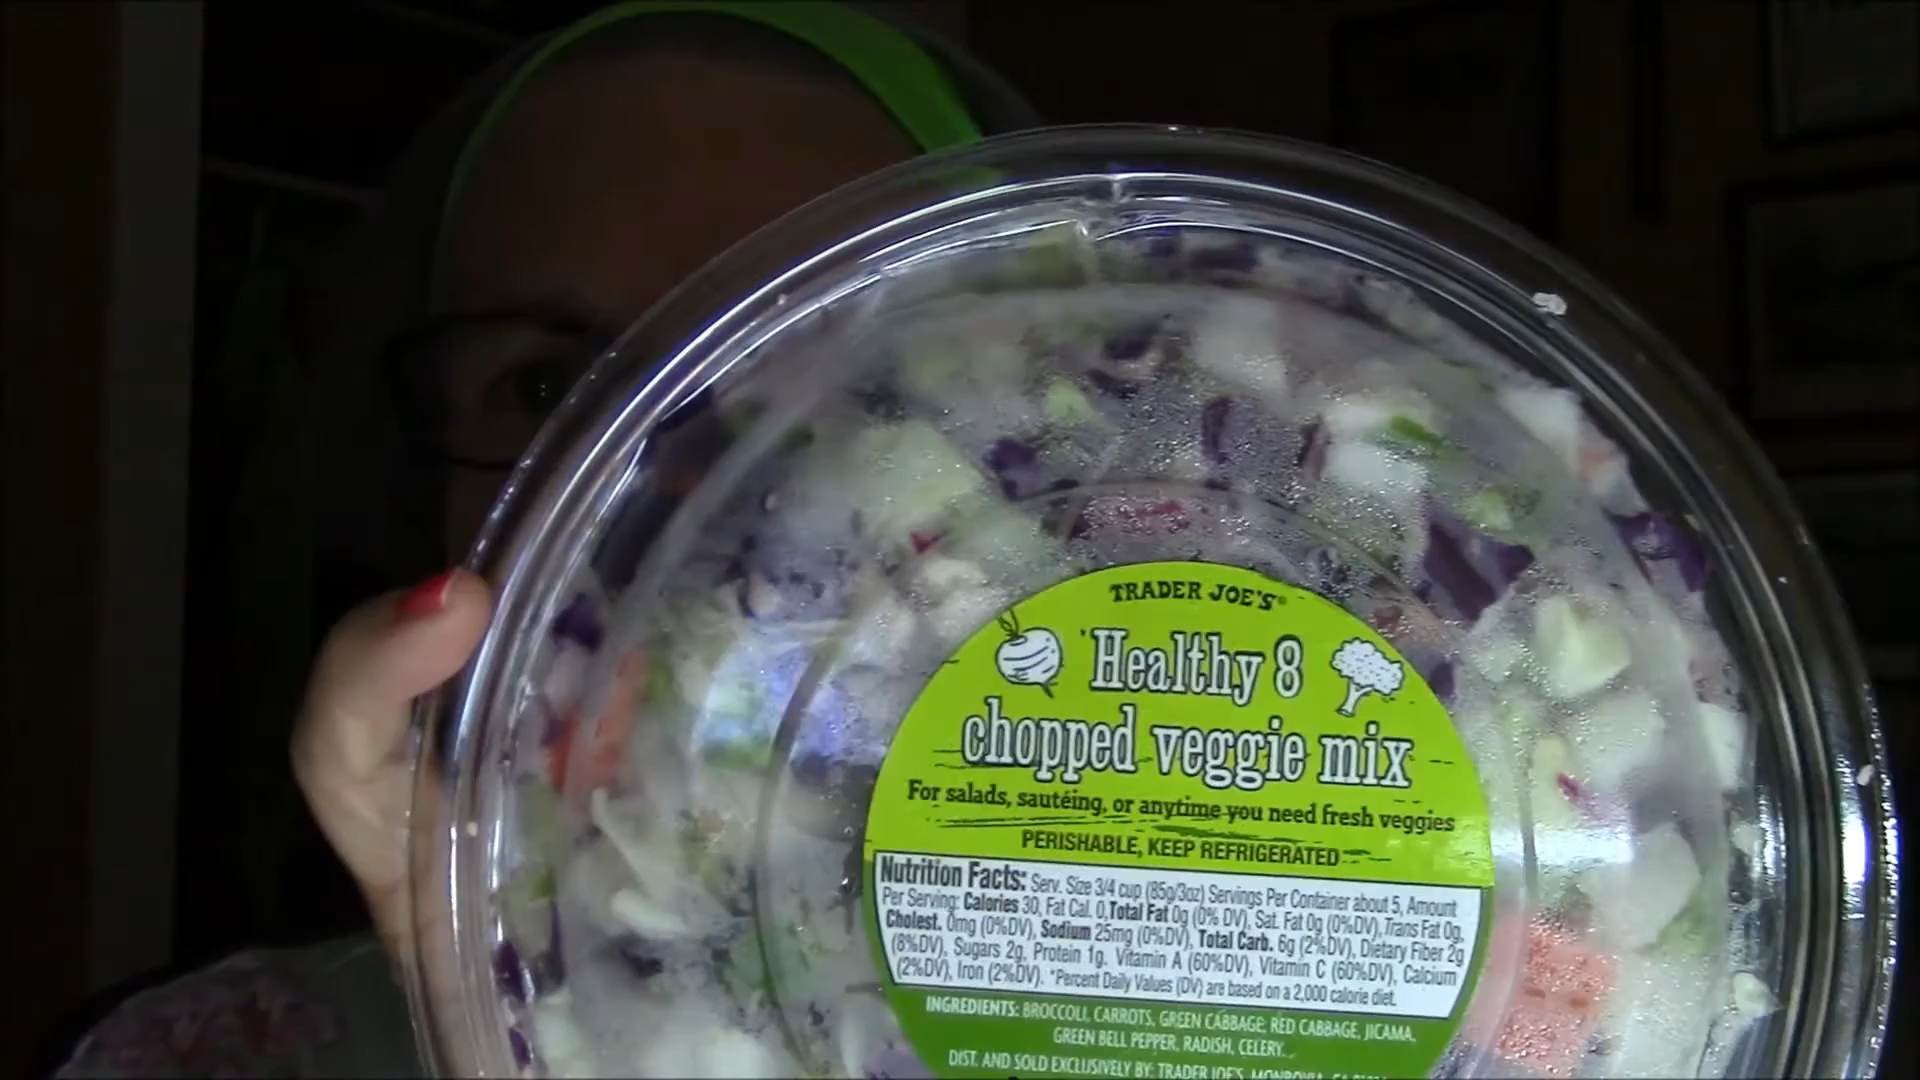 TRADER JOE'S®
Healthy 8
chopped veggie mix
For salads, sautéing, or anytime you need fresh veggies
PERISHABLE, KEEP REFRIGERATED
Nutrition Facts: Serv. Size 3/4 cup (85g/3oz) Servings Per Container about 5, Amount
Per Serving: Calories 30, Fat Cal. 0, Total Fat 0g (0% DV), Sat. Fat 0g (0%DV), Trans Fat 0g,
Cholest. 0mg (0%DV), Sodium 25mg (0%DV), Total Carb. 6g (2%DV), Dietary Fiber 2g
(8%DV), Sugars 2g, Protein 1g. Vitamin A (60%DV), Vitamin C (60%DV), Calcium
(2%DV), Iron (2%DV). *Percent Daily Values (DV) are based on a 2,000 calorie diet.
INGREDIENTS: BROCCOLI, CARROTS, GREEN CABBAGE, RED CABBAGE, JICAMA,
GREEN BELL PEPPER, RADISH, CELERY.
DIST. AND SOLD EXCLUSIVELY BY: TRADER JOE'S, MONROVIA, CA